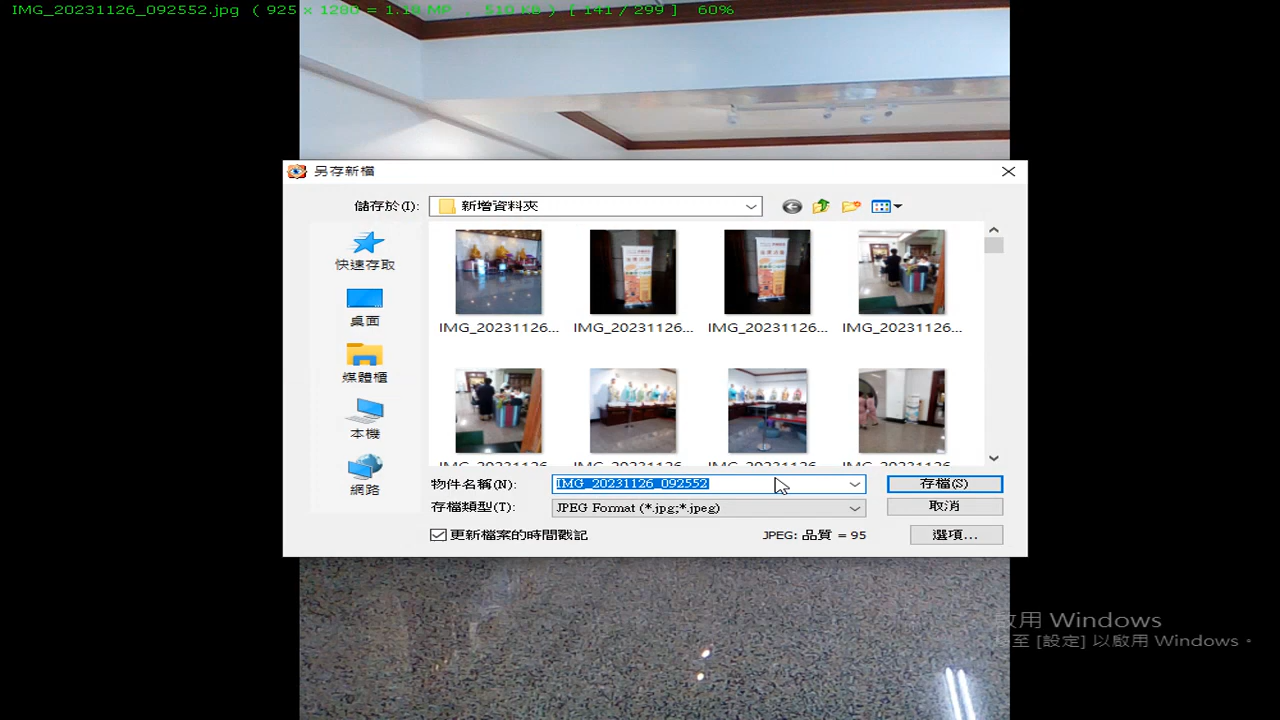 IMG_20231126_092552.jpg ( 925 x 1280 = 1.18 MP , 510 KB ) [ 141 / 299 ] 60%
另存新檔
儲存於(I): 新增資料夾
快速存取
桌面
媒體櫃
本機
網路
IMG_20231126... IMG_20231126... IMG_20231126... IMG_20231126...
物件名稱(N): IMG_20231126_092552 存檔(S)
存檔類型(T): JPEG Format (*.jpg;*.jpeg) 取消
更新檔案的時間戳記 JPEG: 品質 = 95 選項...
啟用 Windows
移至 [設定] 以啟用 Windows。